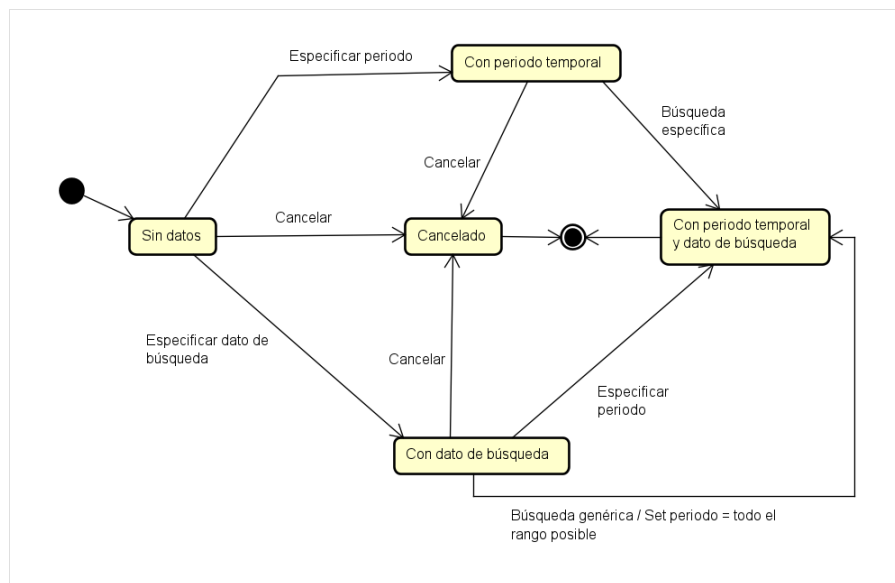 Especificar periodo
Con periodo temporal
Búsqueda
específica
Cancelar
Sin datos
Cancelar
Cancelado
Con periodo temporal
y dato de búsqueda
Especificar dato de
búsqueda
Cancelar
Especificar
periodo
Con dato de búsqueda
Búsqueda genérica / Set periodo = todo el
rango posible